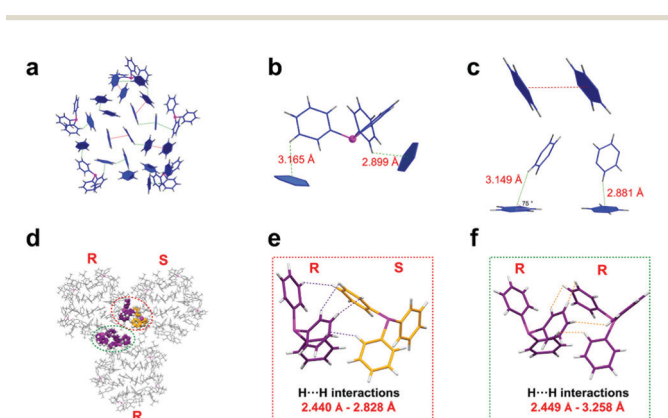 a
b
c
3.165 Å
2.899 Å
3.149 Å
75 °
2.881 Å
d
R
S
R
e
R
S
H···H interactions
2.440 Å - 2.828 Å
f
R
R
H···H interactions
2.449 Å - 3.258 Å